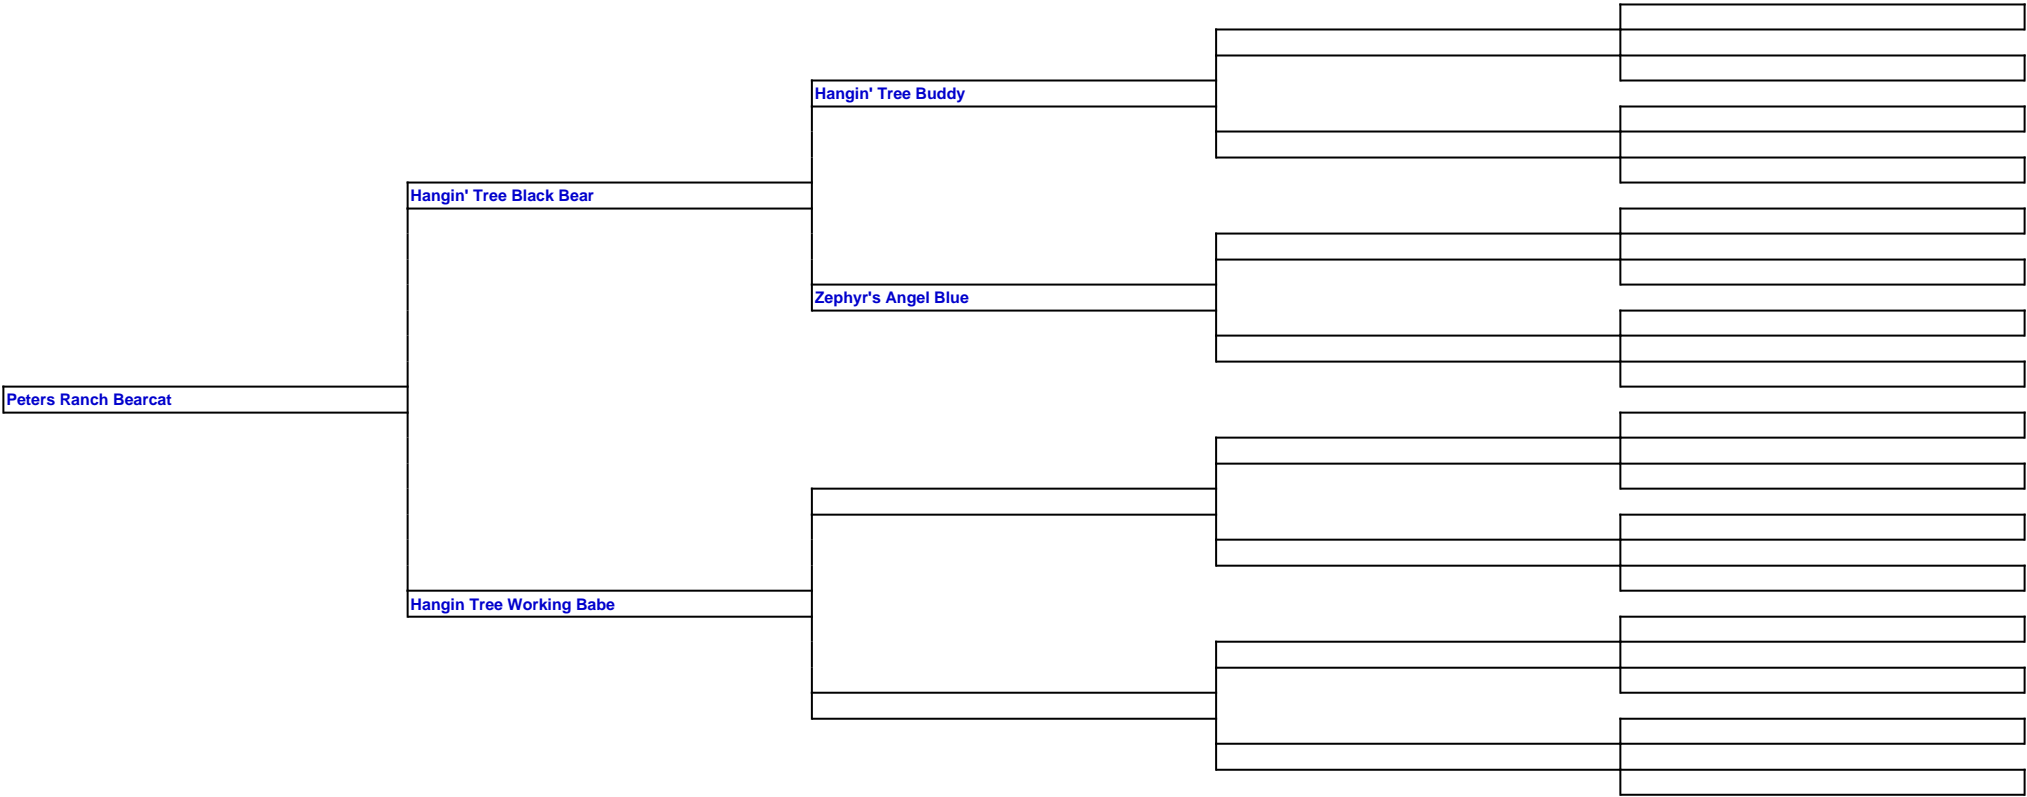 Hangin' Tree Buddy
Hangin' Tree Black Bear
Zephyr's Angel Blue
Peters Ranch Bearcat
Hangin Tree Working Babe